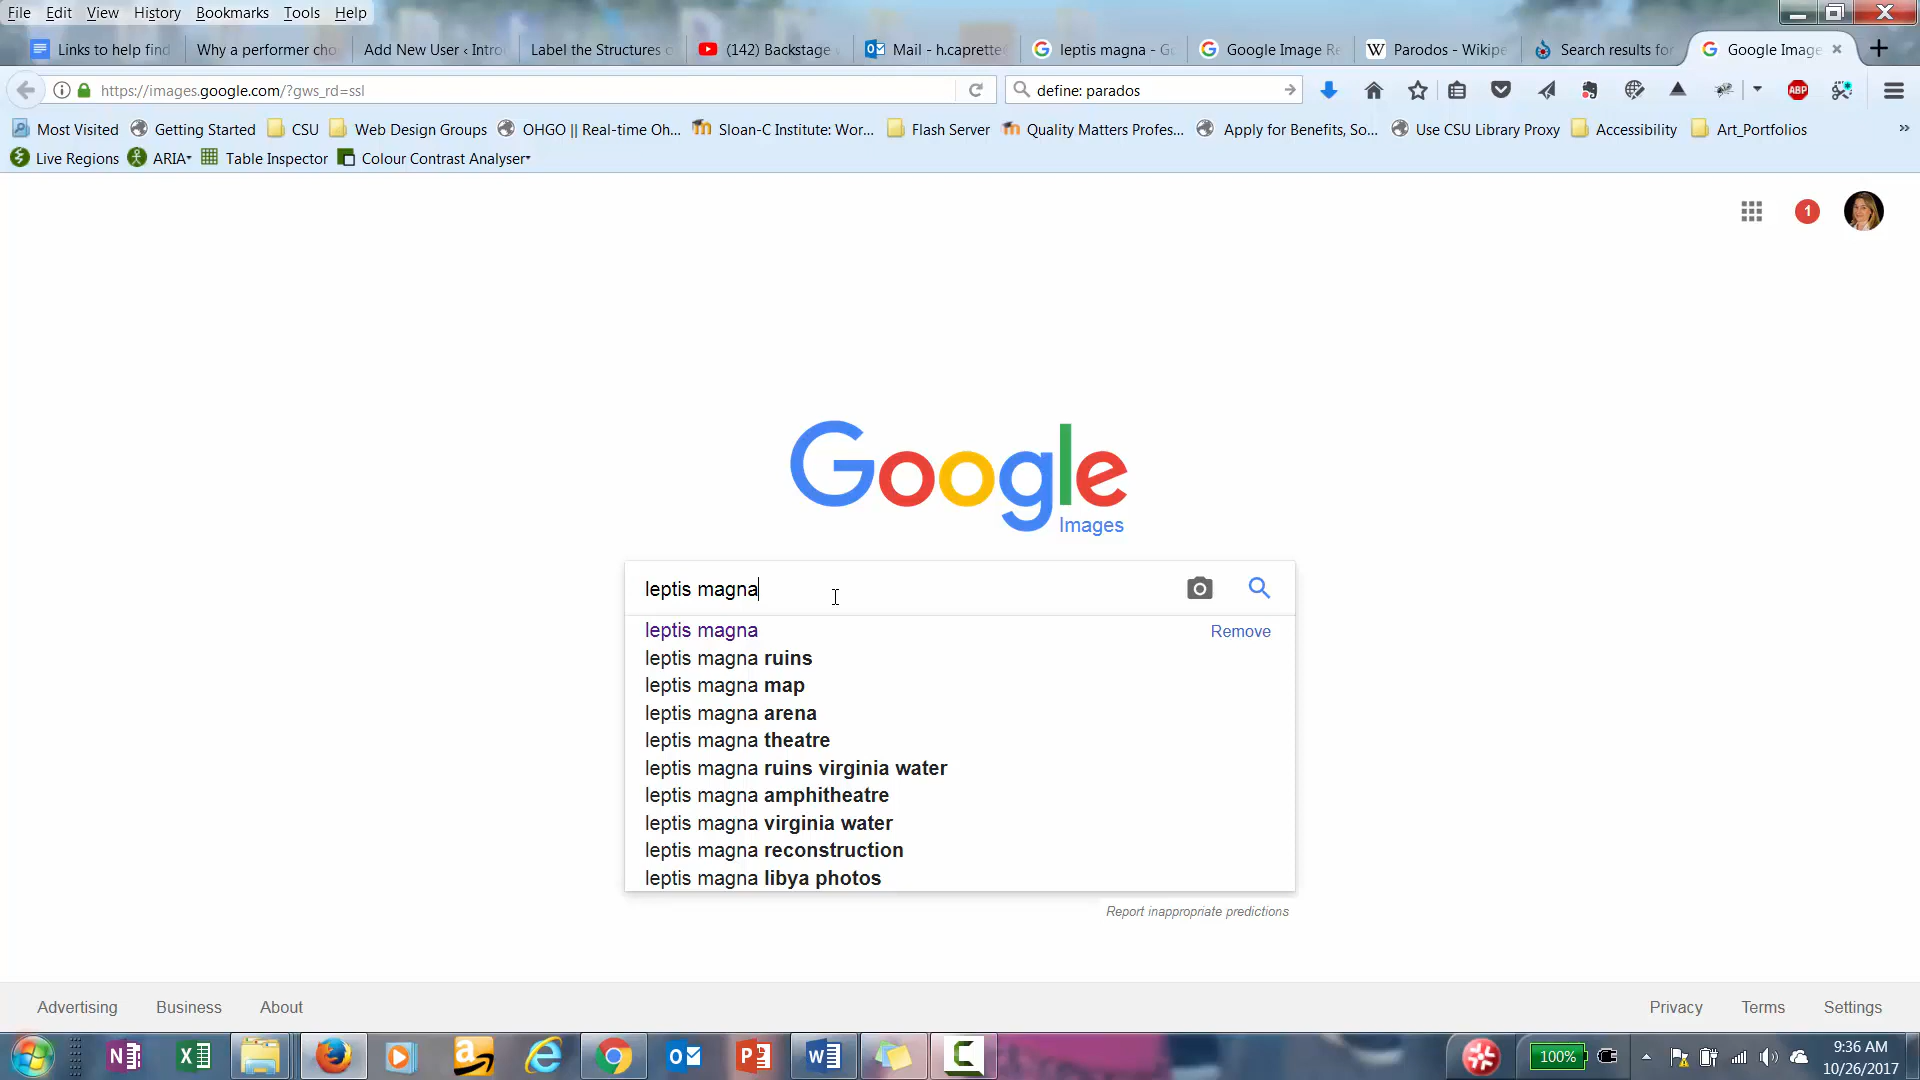 File Edit View History Bookmarks Tools Help
Links to help find Why a performer cho Add New User ‹ Intro Label the Structures o (142) Backstage Mail - h.caprette leptis magna - Go Google Image Re Parodos - Wikipe Search results for Google Image
https://images.google.com/?gws_rd=ssl define: parados ABP
Most Visited Getting Started CSU Web Design Groups OHGO || Real-time Oh... Sloan-C Institute: Wor... Flash Server Quality Matters Profes... Apply for Benefits, So... Use CSU Library Proxy Accessibility Art_Portfolios
Live Regions ARIA Table Inspector Colour Contrast Analyser
1
Google
Images
leptis magna
leptis magna Remove
leptis magna ruins
leptis magna map
leptis magna arena
leptis magna theatre
leptis magna ruins virginia water
leptis magna amphitheatre
leptis magna virginia water
leptis magna reconstruction
leptis magna libya photos
Report inappropriate predictions
Advertising Business About Privacy Terms Settings
100% 9:36 AM
10/26/2017